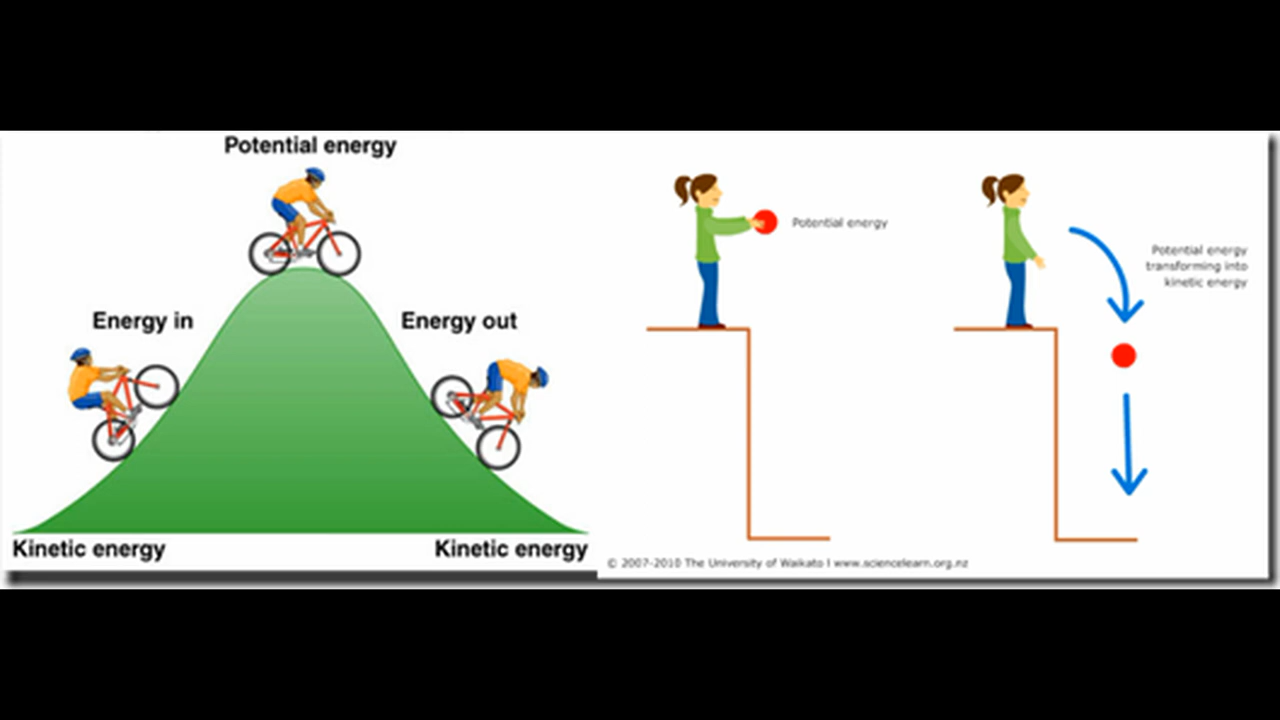 Potential energy
Energy in
Energy out
Kinetic energy
Kinetic energy
Potential energy
Potential energy
transforming into
kinetic energy
© 2007-2010 The University of Waikato I www.sciencelearn.org.nz